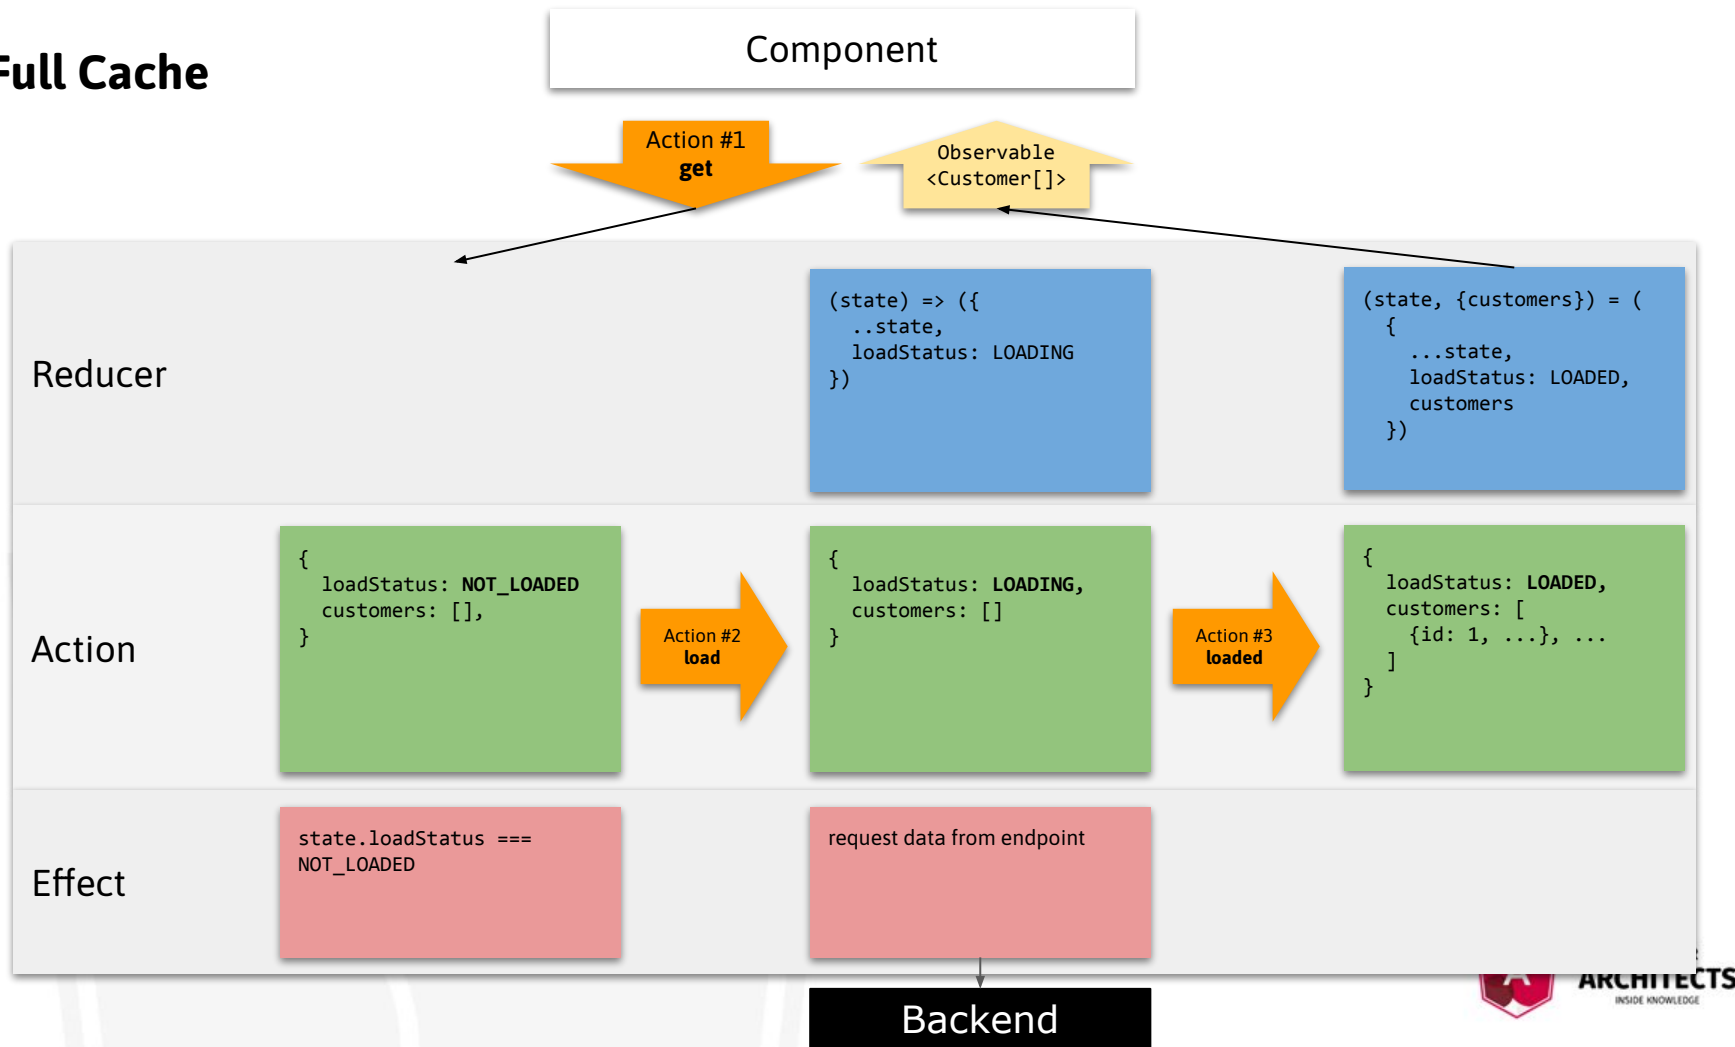 Full Cache
Component
Action #1
get
Observable
<Customer[]>
Reducer
(state) => ({
..state,
loadStatus: LOADING
})
(state, {customers}) = (
{
...state,
loadStatus: LOADED,
customers
})
Action
{
loadStatus: NOT_LOADED
customers: [],
}
Action #2
load
{
loadStatus: LOADING,
customers: []
}
Action #3
loaded
{
loadStatus: LOADED,
customers: [
{id: 1, ...}, ...
]
}
Effect
state.loadStatus ===
NOT_LOADED
request data from endpoint
Backend
A
ARCHITECTS
INSIDE KNOWLEDGE